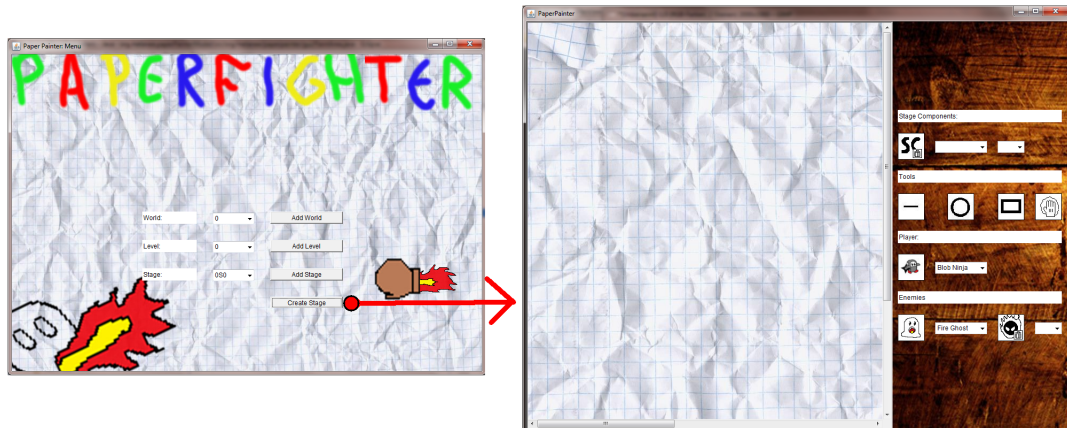 Paper Painter: Menu
PAPERFIGHTER
World: 0 Add World
Level: 0 Add Level
Stage: 0S0 Add Stage
Create Stage
PaperPainter
Stage Components:
SC
Tools
Player:
Blob Ninja
Enemies
Fire Ghost